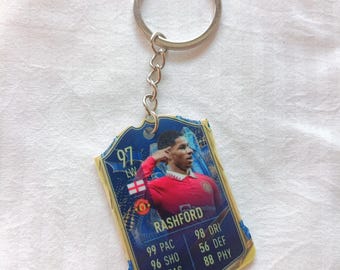 97
LW
RASHFORD
99 PAC 98 DRI
96 SHO 56 DEF
88 PHY